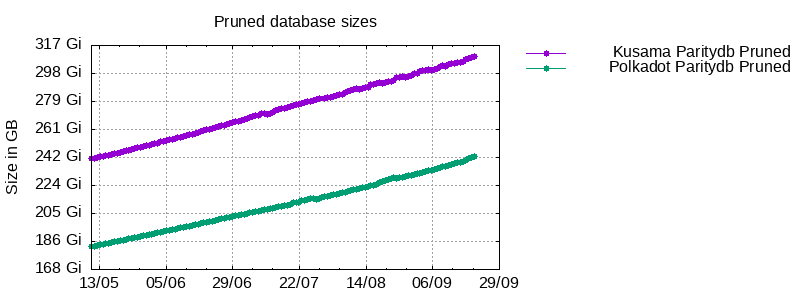 Pruned database sizes
Size in GB
317 Gi
298 Gi
279 Gi
261 Gi
242 Gi
224 Gi
205 Gi
186 Gi
168 Gi
13/05
05/06
29/06
22/07
14/08
06/09
29/09
Kusama Paritydb Pruned
Polkadot Paritydb Pruned